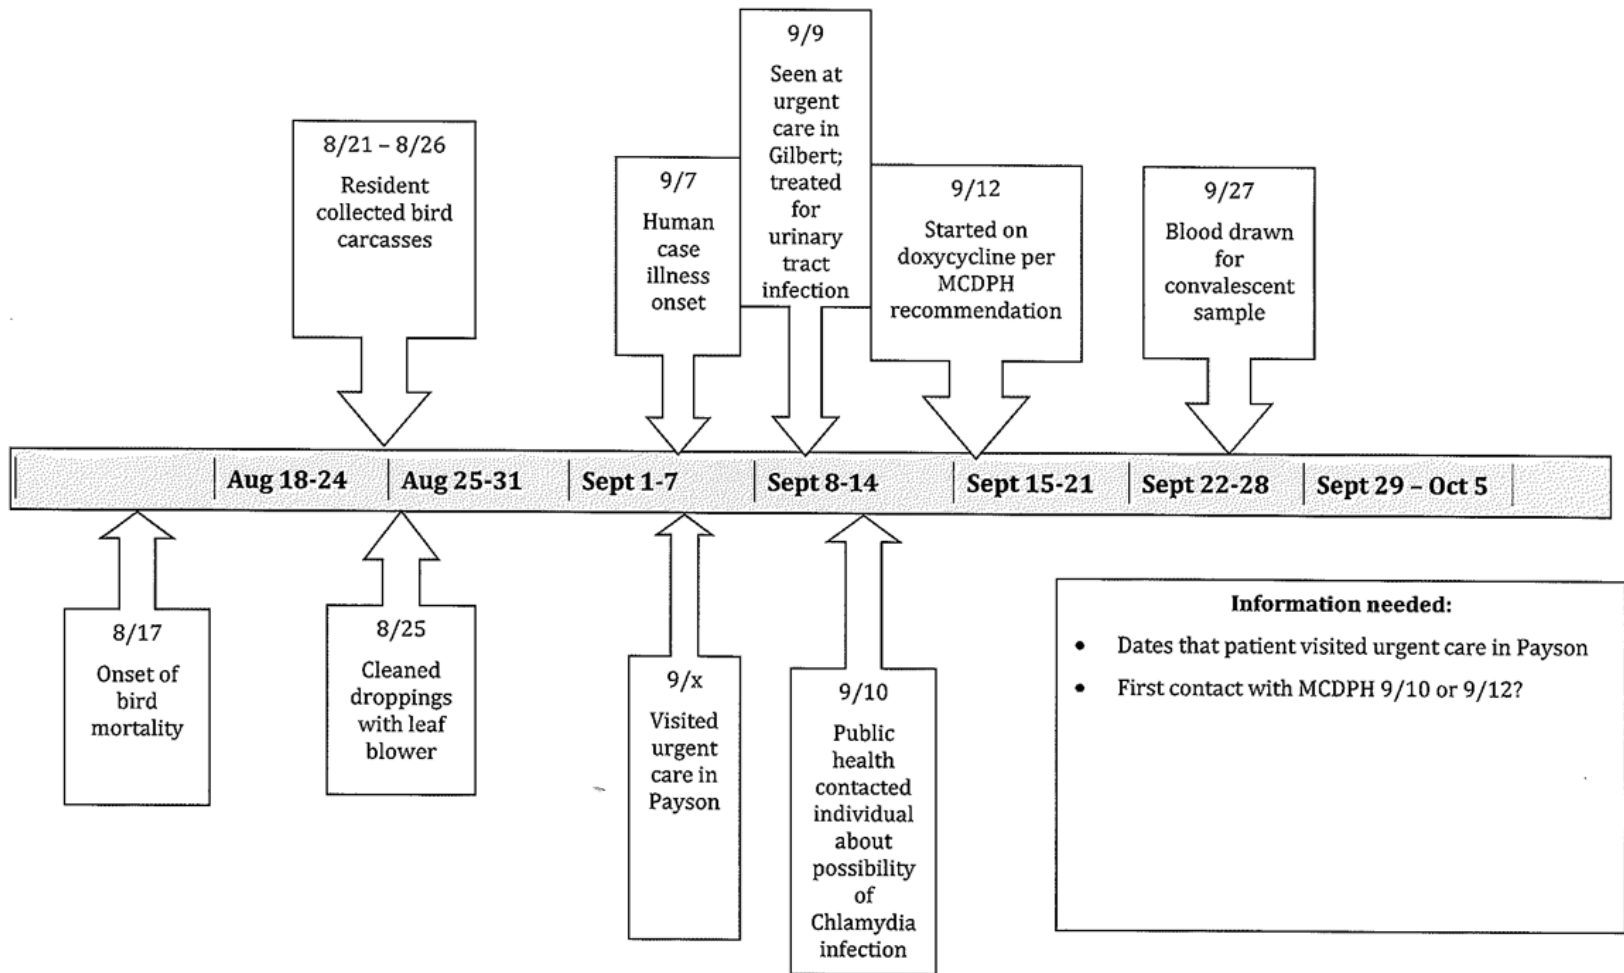 9/9
Seen at
urgent
care in
Gilbert;
treated
for
urinary
tract
infection
8/21 – 8/26
Resident
collected bird
carcasses
9/7
Human
case
illness
onset
9/12
Started on
doxycycline per
MCDPH
recommendation
9/27
Blood drawn
for
convalescent
sample
Aug 18-24
Aug 25-31
Sept 1-7
Sept 8-14
Sept 15-21
Sept 22-28
Sept 29 – Oct 5
8/17
Onset of
bird
mortality
8/25
Cleaned
droppings
with leaf
blower
9/x
Visited
urgent
care in
Payson
9/10
Public
health
contacted
individual
about
possibility
of
Chlamydia
infection
Information needed:
• Dates that patient visited urgent care in Payson
• First contact with MCDPH 9/10 or 9/12?